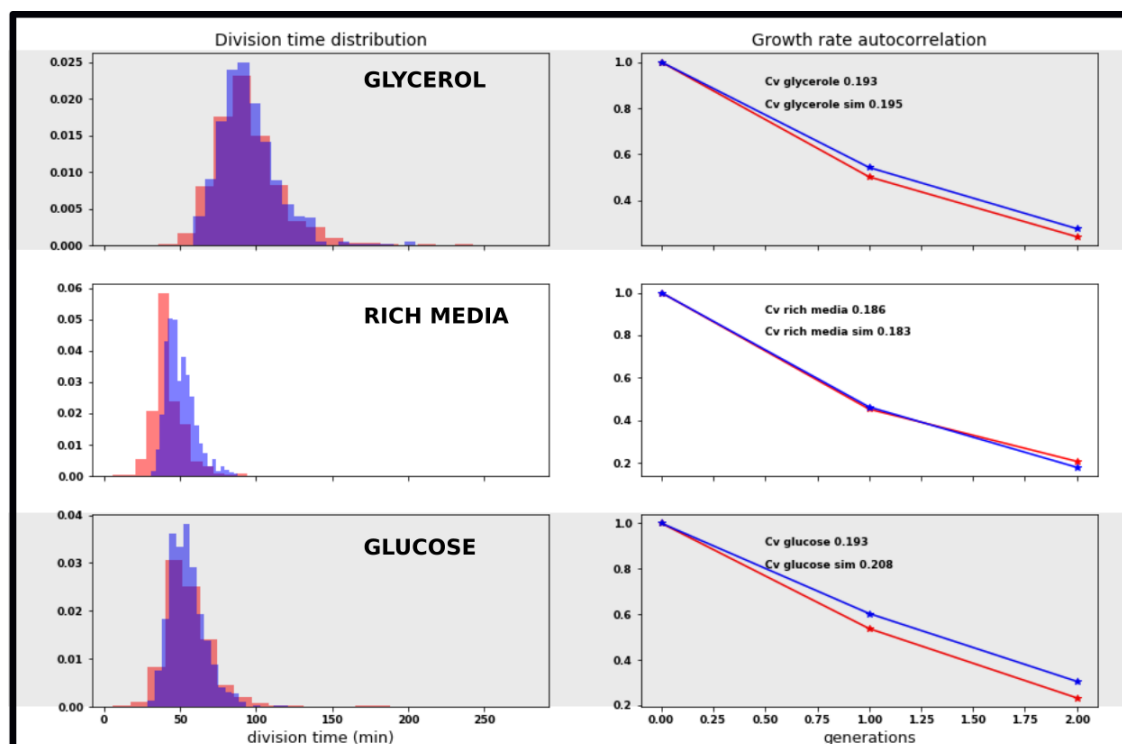 Division time distribution
Growth rate autocorrelation
0.025
0.020
0.015
0.010
0.005
0.000
GLYCEROL
1.0
0.8
0.6
0.4
Cv glycerole 0.193
Cv glycerole sim 0.195
0.06
0.05
0.04
0.03
0.02
0.01
0.00
RICH MEDIA
1.0
0.8
0.6
0.4
0.2
Cv rich media 0.186
Cv rich media sim 0.183
0.04
0.03
0.02
0.01
0.00
GLUCOSE
0 50 100 150 200 250
division time (min)
1.0
0.8
0.6
0.4
0.2
Cv glucose 0.193
Cv glucose sim 0.208
0.00 0.25 0.50 0.75 1.00 1.25 1.50 1.75 2.00
generations